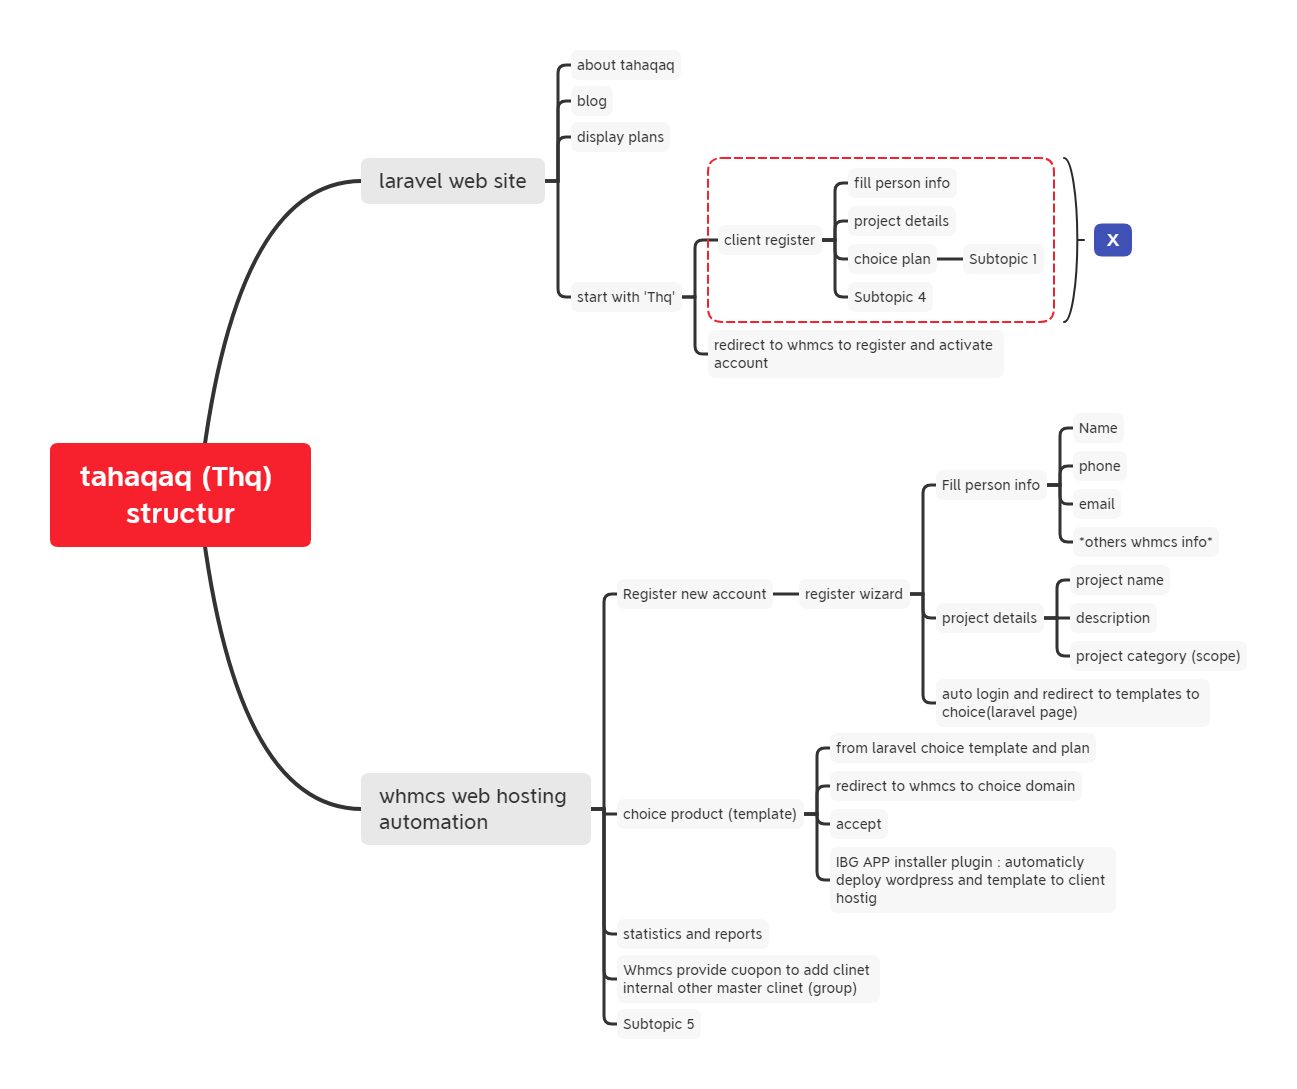 tahaqaq (Thq)
structur
laravel web site
about tahaqaq
blog
display plans
start with 'Thq'
client register
fill person info
project details
choice plan
Subtopic 1
Subtopic 4
X
redirect to whmcs to register and activate
account
whmcs web hosting
automation
Register new account
register wizard
Fill person info
Name
phone
email
*others whmcs info*
project details
project name
description
project category (scope)
auto login and redirect to templates to
choice(laravel page)
choice product (template)
from laravel choice template and plan
redirect to whmcs to choice domain
accept
IBG APP installer plugin : automaticly
deploy wordpress and template to client
hostig
statistics and reports
Whmcs provide cuopon to add clinet
internal other master clinet (group)
Subtopic 5